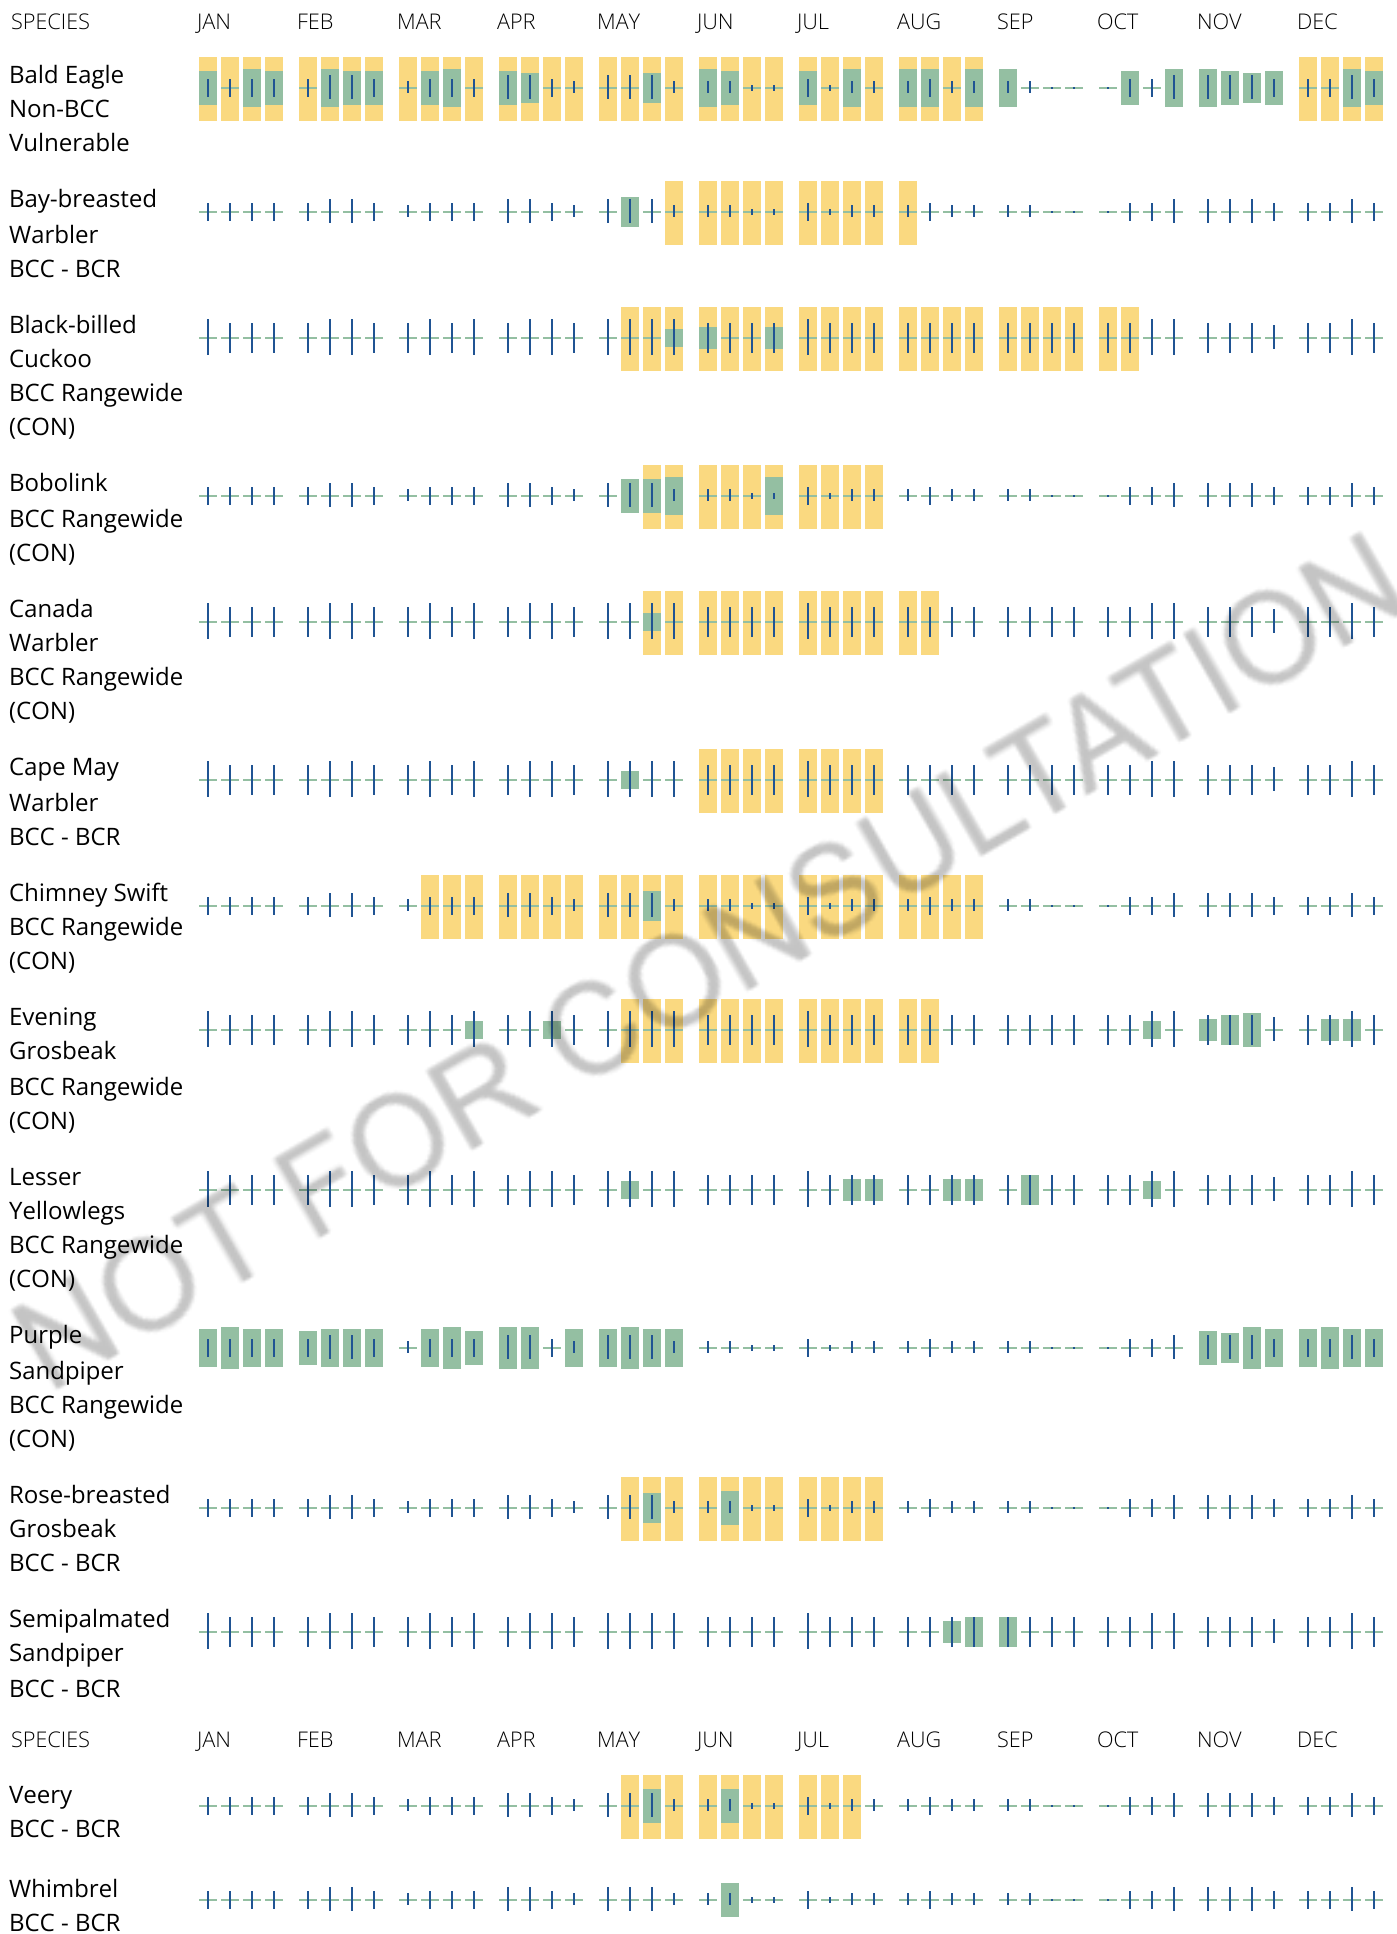 SPECIES JAN FEB MAR APR MAY JUN JUL AUG SEP OCT NOV DEC
Bald Eagle
Non-BCC
Vulnerable
Bay-breasted
Warbler
BCC - BCR
Black-billed
Cuckoo
BCC Rangewide
(CON)
Bobolink
BCC Rangewide
(CON)
Canada
Warbler
BCC Rangewide
(CON)
Cape May
Warbler
BCC - BCR
Chimney Swift
BCC Rangewide
(CON)
Evening
Grosbeak
BCC Rangewide
(CON)
Lesser
Yellowlegs
BCC Rangewide
(CON)
Purple
Sandpiper
BCC Rangewide
(CON)
Rose-breasted
Grosbeak
BCC - BCR
Semipalmated
Sandpiper
BCC - BCR
SPECIES JAN FEB MAR APR MAY JUN JUL AUG SEP OCT NOV DEC
Veery
BCC - BCR
Whimbrel
BCC - BCR
NOT FOR CONSULTATION